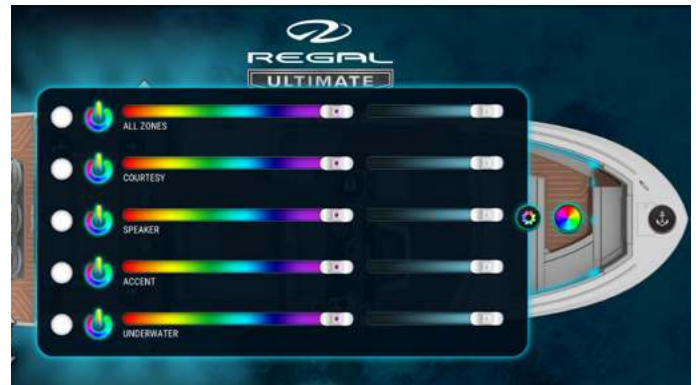 REGAL
ULTIMATE
ALL ZONES
COURTESY
SPEAKER
ACCENT
UNDERWATER